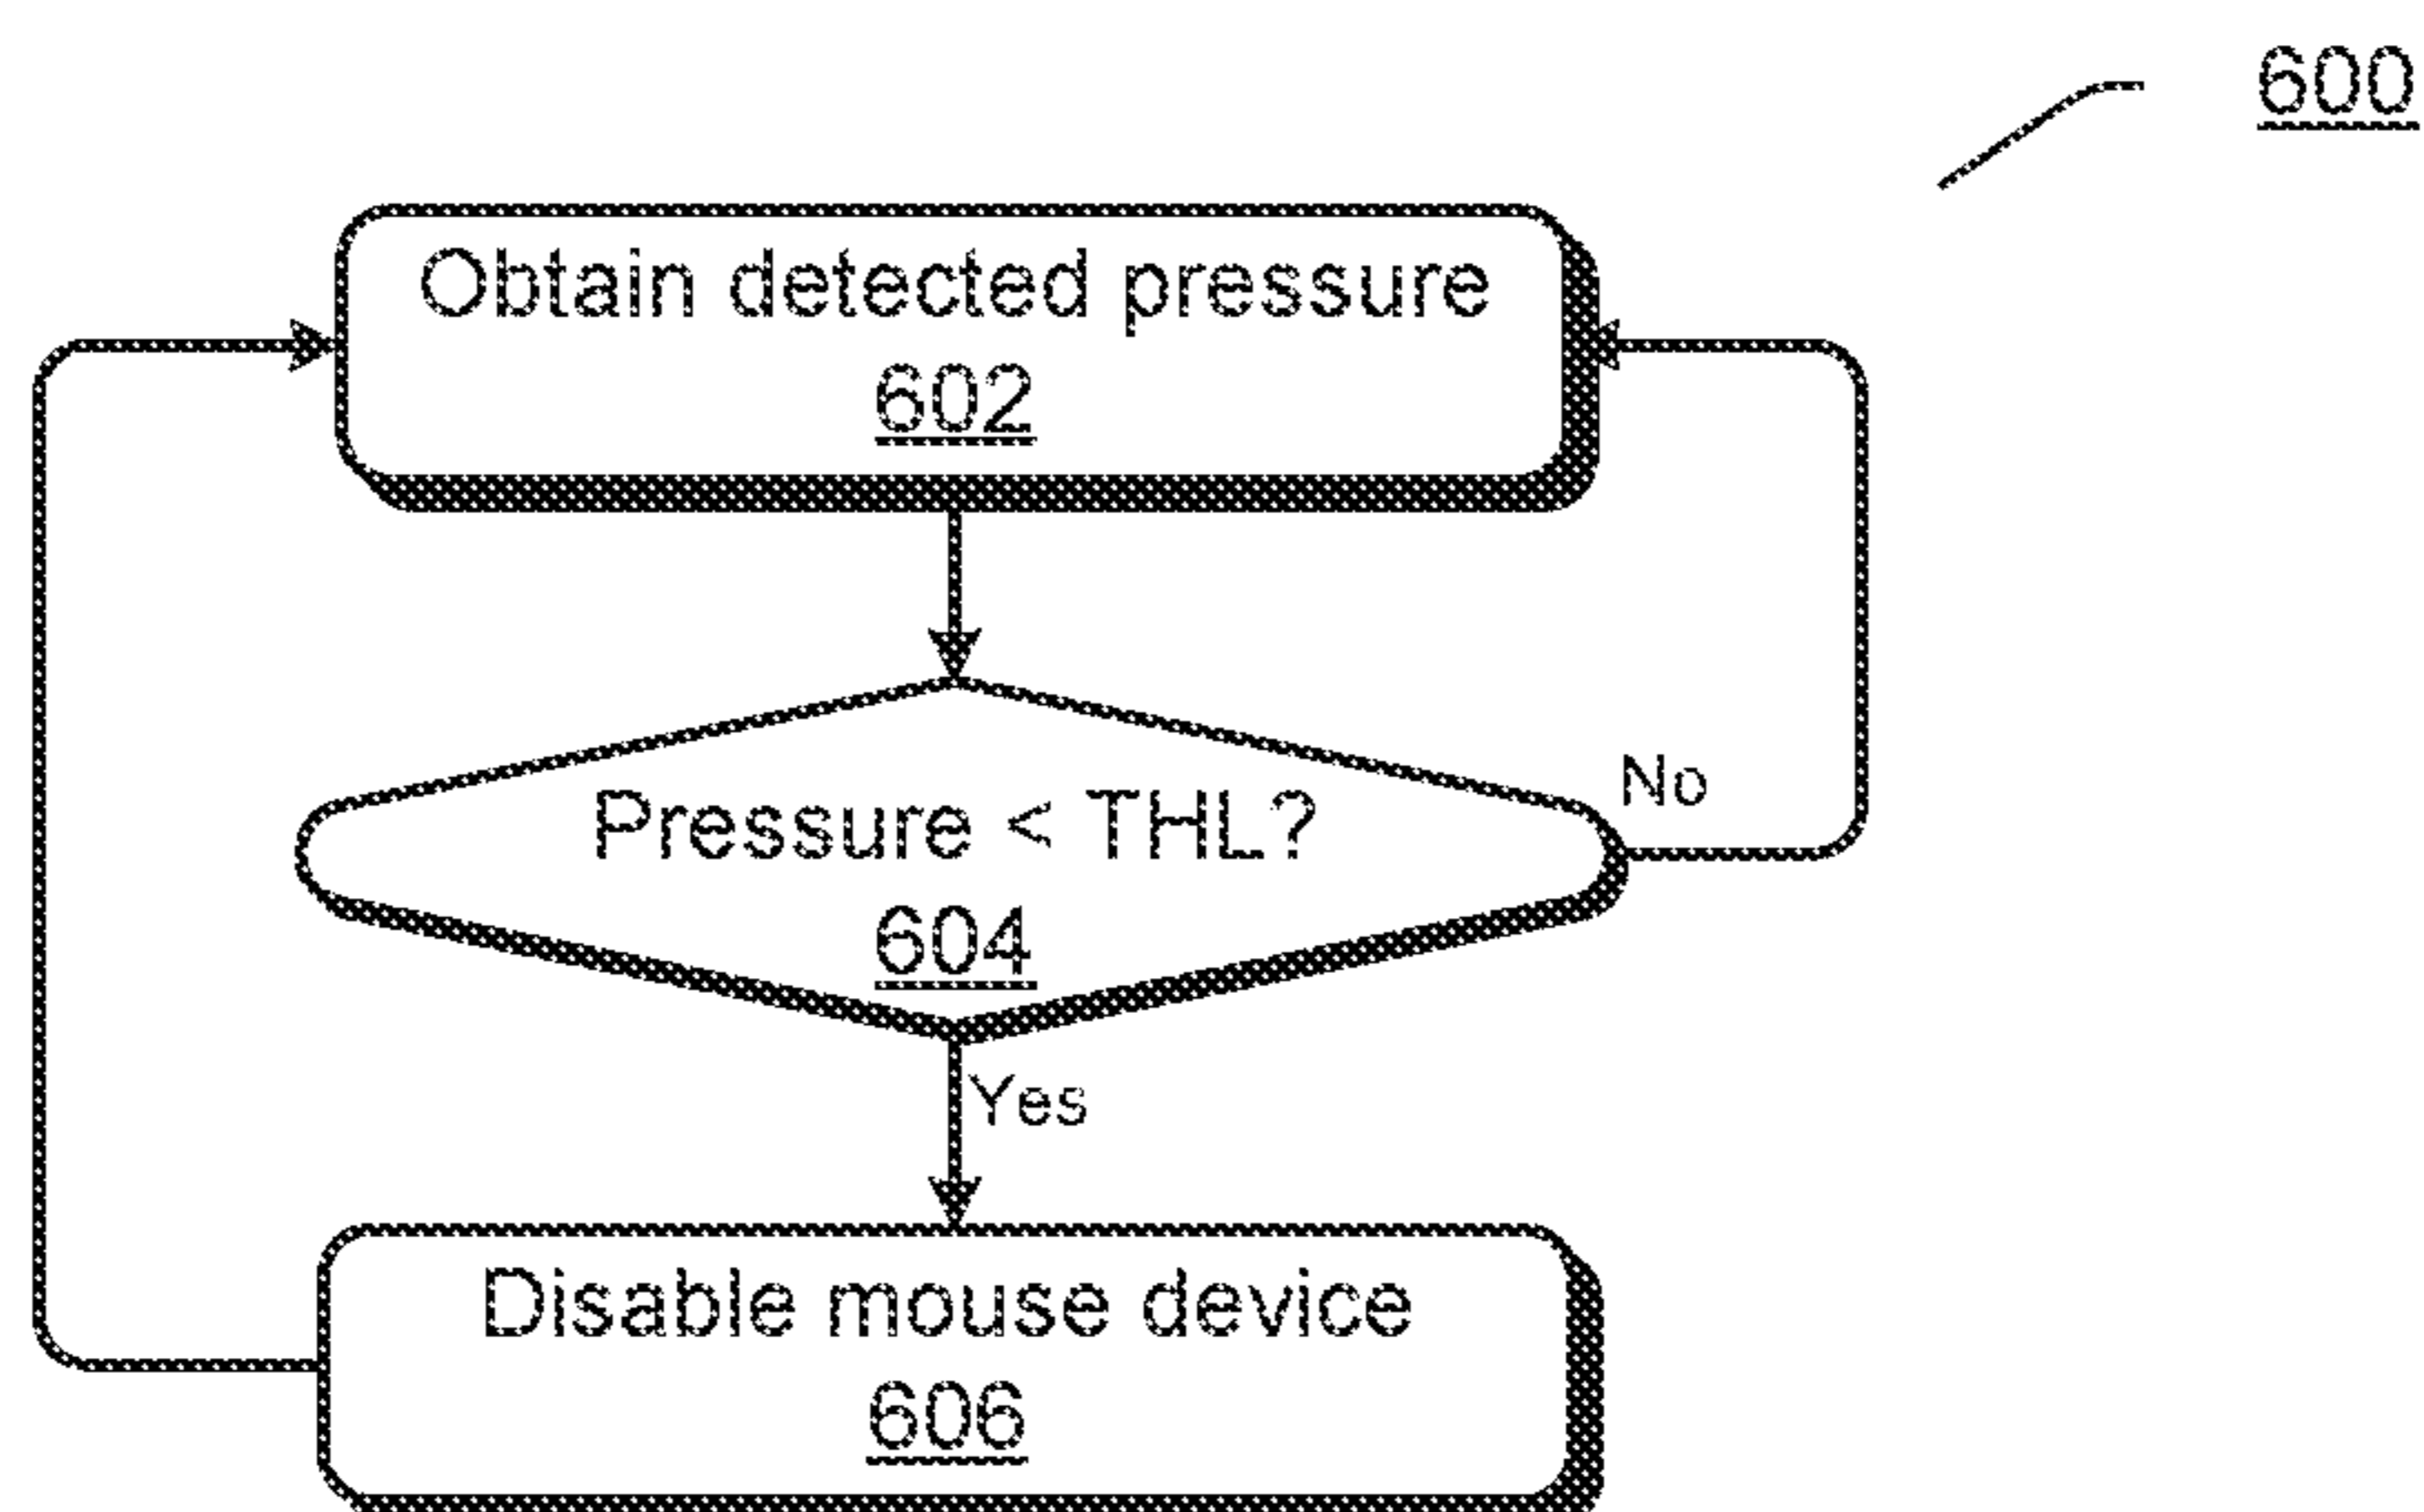 600
Obtain detected pressure
602
Pressure < THL?
604
No
Yes
Disable mouse device
606